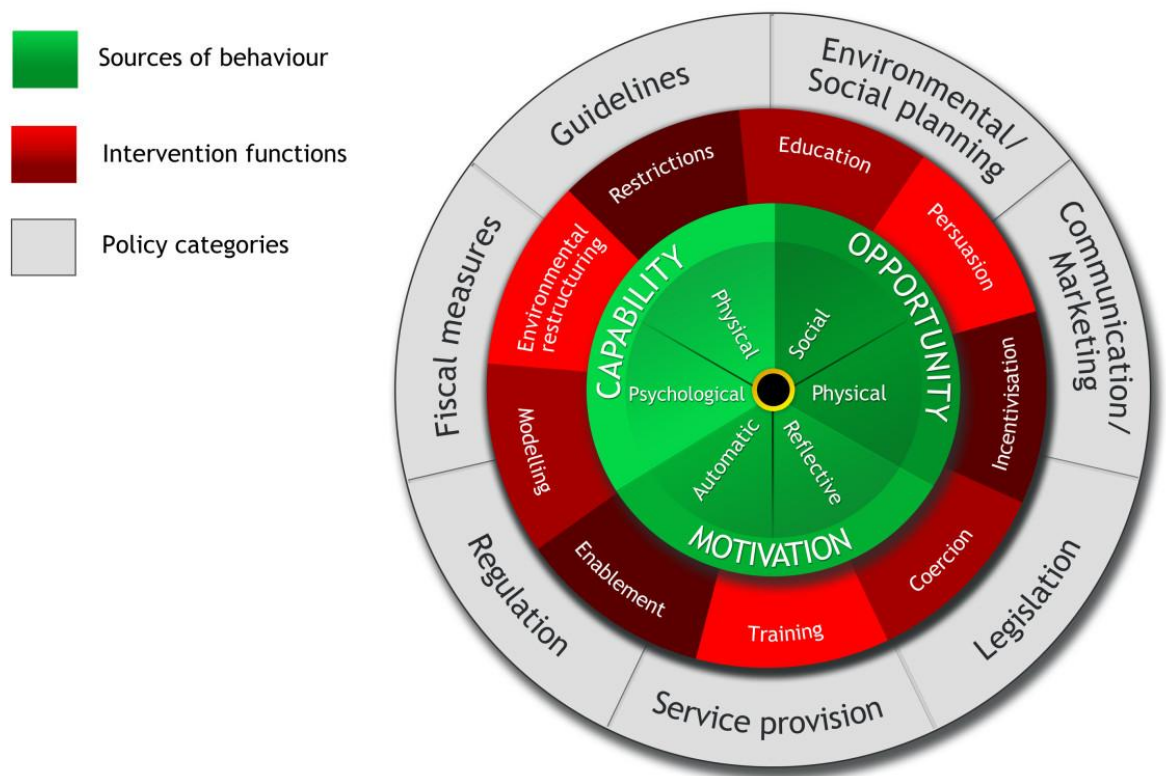 Sources of behaviour
Intervention functions
Policy categories
Guidelines
Environmental/
Social planning
Communication/
Marketing
Legislation
Service provision
Regulation
Fiscal measures
Restrictions
Education
Persuasion
Incentivisation
Coercion
Training
Enablement
Modelling
Environmental
restructuring
CAPABILITY
OPPORTUNITY
MOTIVATION
Physical
Social
Psychological
Physical
Automatic
Reflective